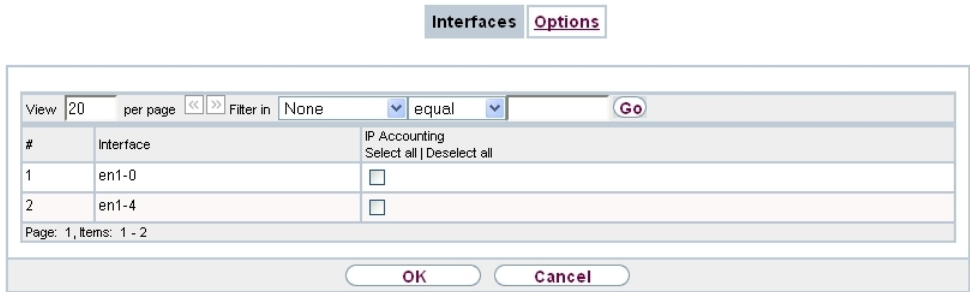 Interfaces Options
View 20 per page « » Filter in None equal Go
# Interface IP Accounting
Select all | Deselect all
1 en1-0
2 en1-4
Page: 1, Items: 1 - 2
OK Cancel